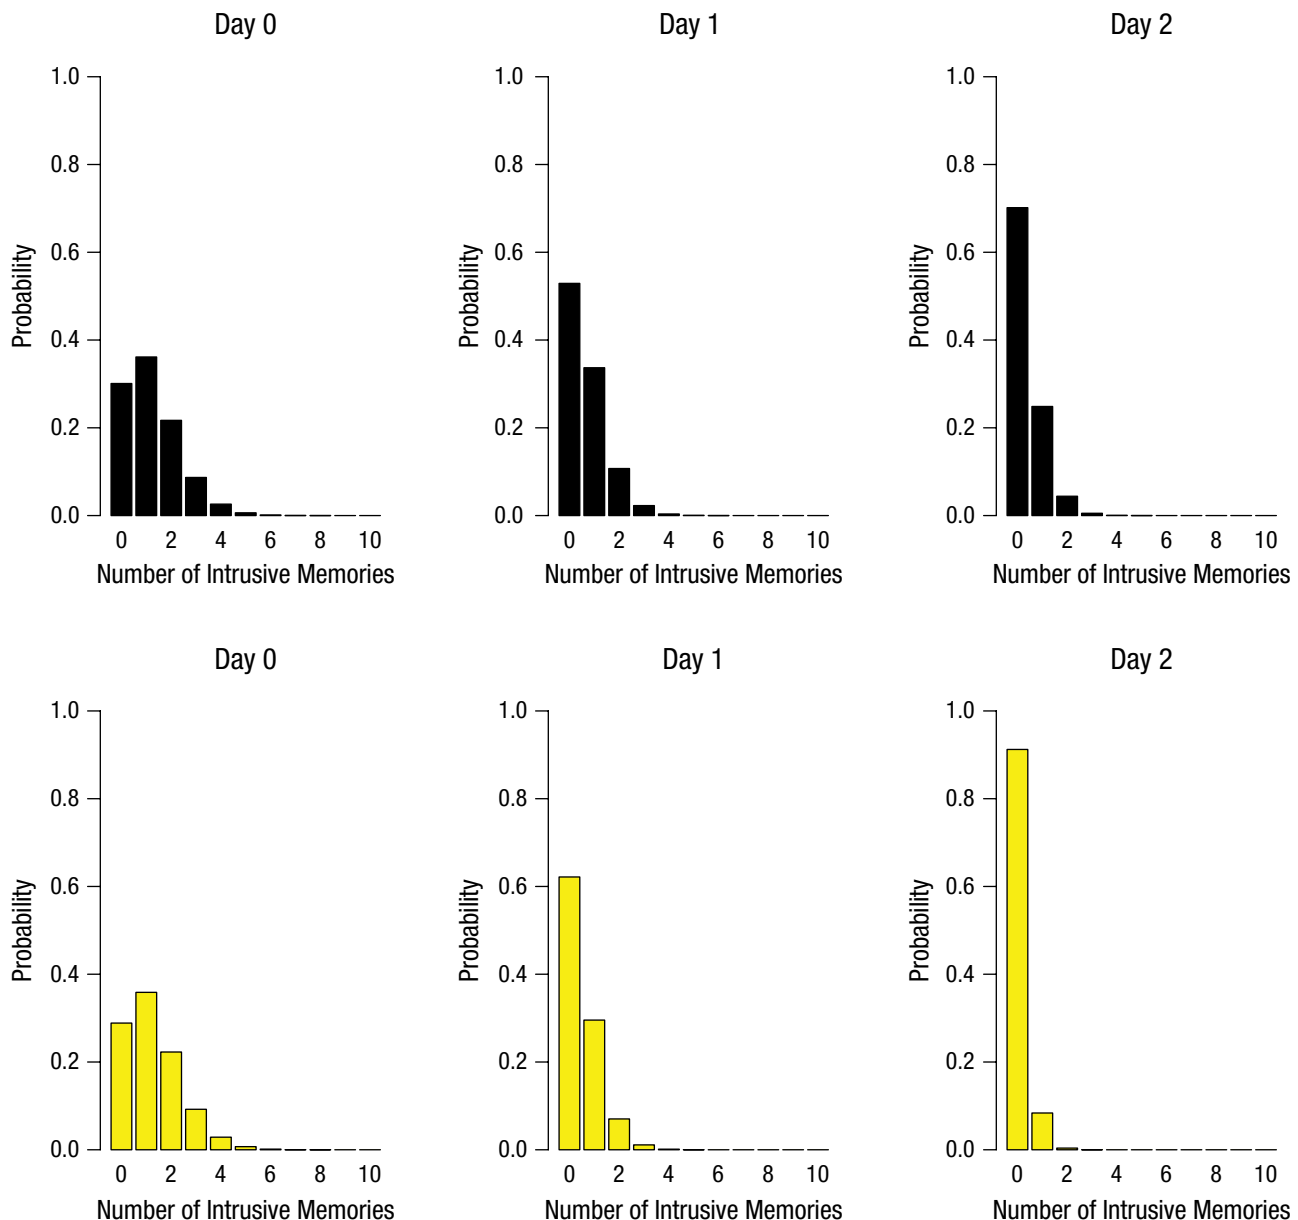 Day 0 Day 1 Day 2
1.0 1.0 1.0
0.8 0.8 0.8
0.6 0.6 0.6
Probability Probability Probability
0.4 0.4 0.4
0.2 0.2 0.2
0.0 0.0 0.0
0 2 4 6 8 10 0 2 4 6 8 10 0 2 4 6 8 10
Number of Intrusive Memories Number of Intrusive Memories Number of Intrusive Memories
Day 0 Day 1 Day 2
1.0 1.0 1.0
0.8 0.8 0.8
0.6 0.6 0.6
Probability Probability Probability
0.4 0.4 0.4
0.2 0.2 0.2
0.0 0.0 0.0
0 2 4 6 8 10 0 2 4 6 8 10 0 2 4 6 8 10
Number of Intrusive Memories Number of Intrusive Memories Number of Intrusive Memories